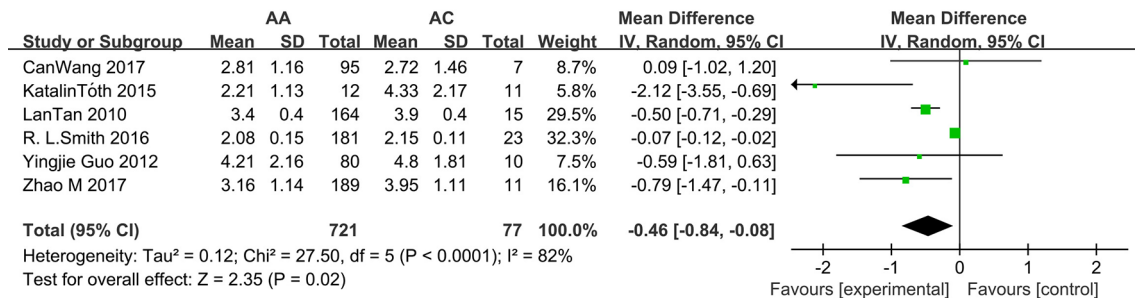 AA AC Mean Difference Mean Difference
Study or Subgroup Mean SD Total Mean SD Total Weight IV, Random, 95% CI IV, Random, 95% CI
CanWang 2017 2.81 1.16 95 2.72 1.46 7 8.7% 0.09 [-1.02, 1.20]
KatalinTóth 2015 2.21 1.13 12 4.33 2.17 11 5.8% -2.12 [-3.55, -0.69]
LanTan 2010 3.4 0.4 164 3.9 0.4 15 29.5% -0.50 [-0.71, -0.29]
R. L.Smith 2016 2.08 0.15 181 2.15 0.11 23 32.3% -0.07 [-0.12, -0.02]
Yingjie Guo 2012 4.21 2.16 80 4.8 1.81 10 7.5% -0.59 [-1.81, 0.63]
Zhao M 2017 3.16 1.14 189 3.95 1.11 11 16.1% -0.79 [-1.47, -0.11]
Total (95% CI) 721 77 100.0% -0.46 [-0.84, -0.08]
Heterogeneity: Tau² = 0.12; Chi² = 27.50, df = 5 (P < 0.0001); I² = 82%
Test for overall effect: Z = 2.35 (P = 0.02)
-2 -1 0 1 2
Favours [experimental] Favours [control]